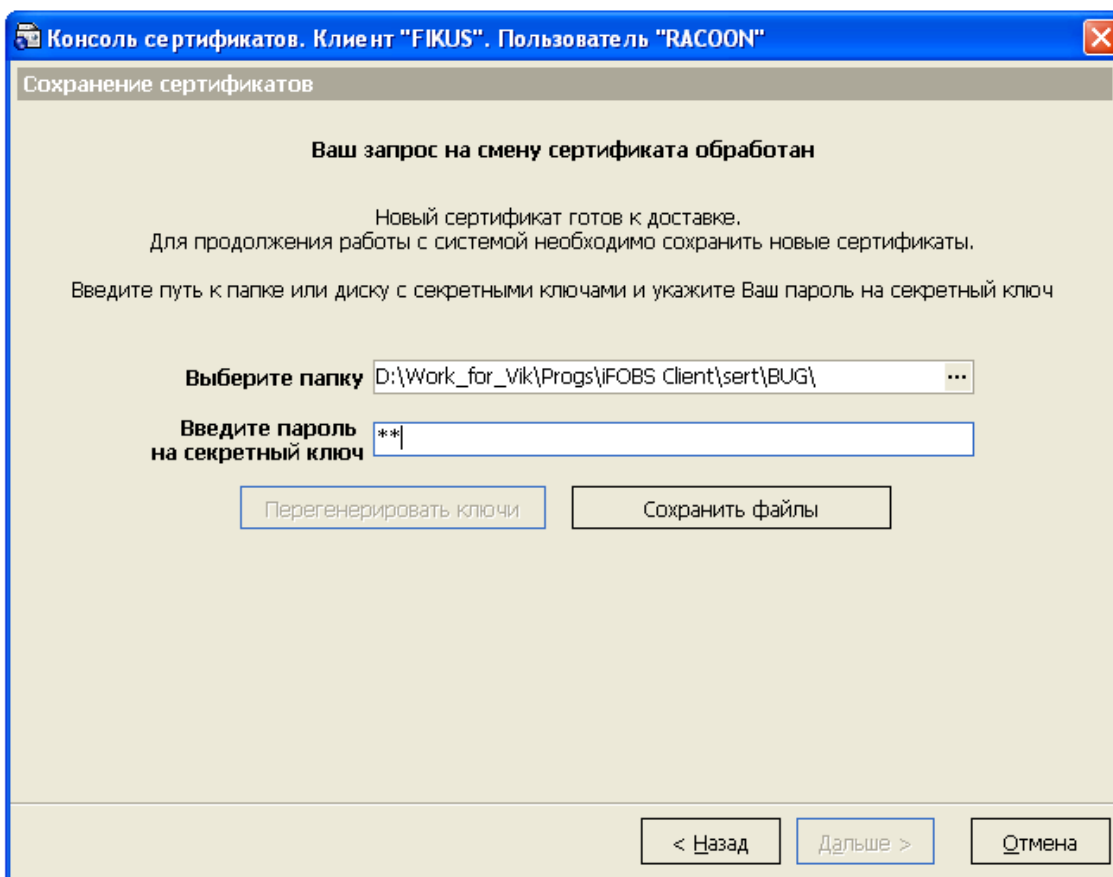 Консоль сертификатов. Клиент "FIKUS". Пользователь "RACOON"
Сохранение сертификатов
Ваш запрос на смену сертификата обработан
Новый сертификат готов к доставке.
Для продолжения работы с системой необходимо сохранить новые сертификаты.
Введите путь к папке или диску с секретными ключами и укажите Ваш пароль на секретный ключ
Выберите папку D:\Work_for_Vik\Progs\iFOBS Client\sert\BUG\ ...
Введите пароль
на секретный ключ **
Перегенерировать ключи Сохранить файлы
< Назад Дальше > Отмена